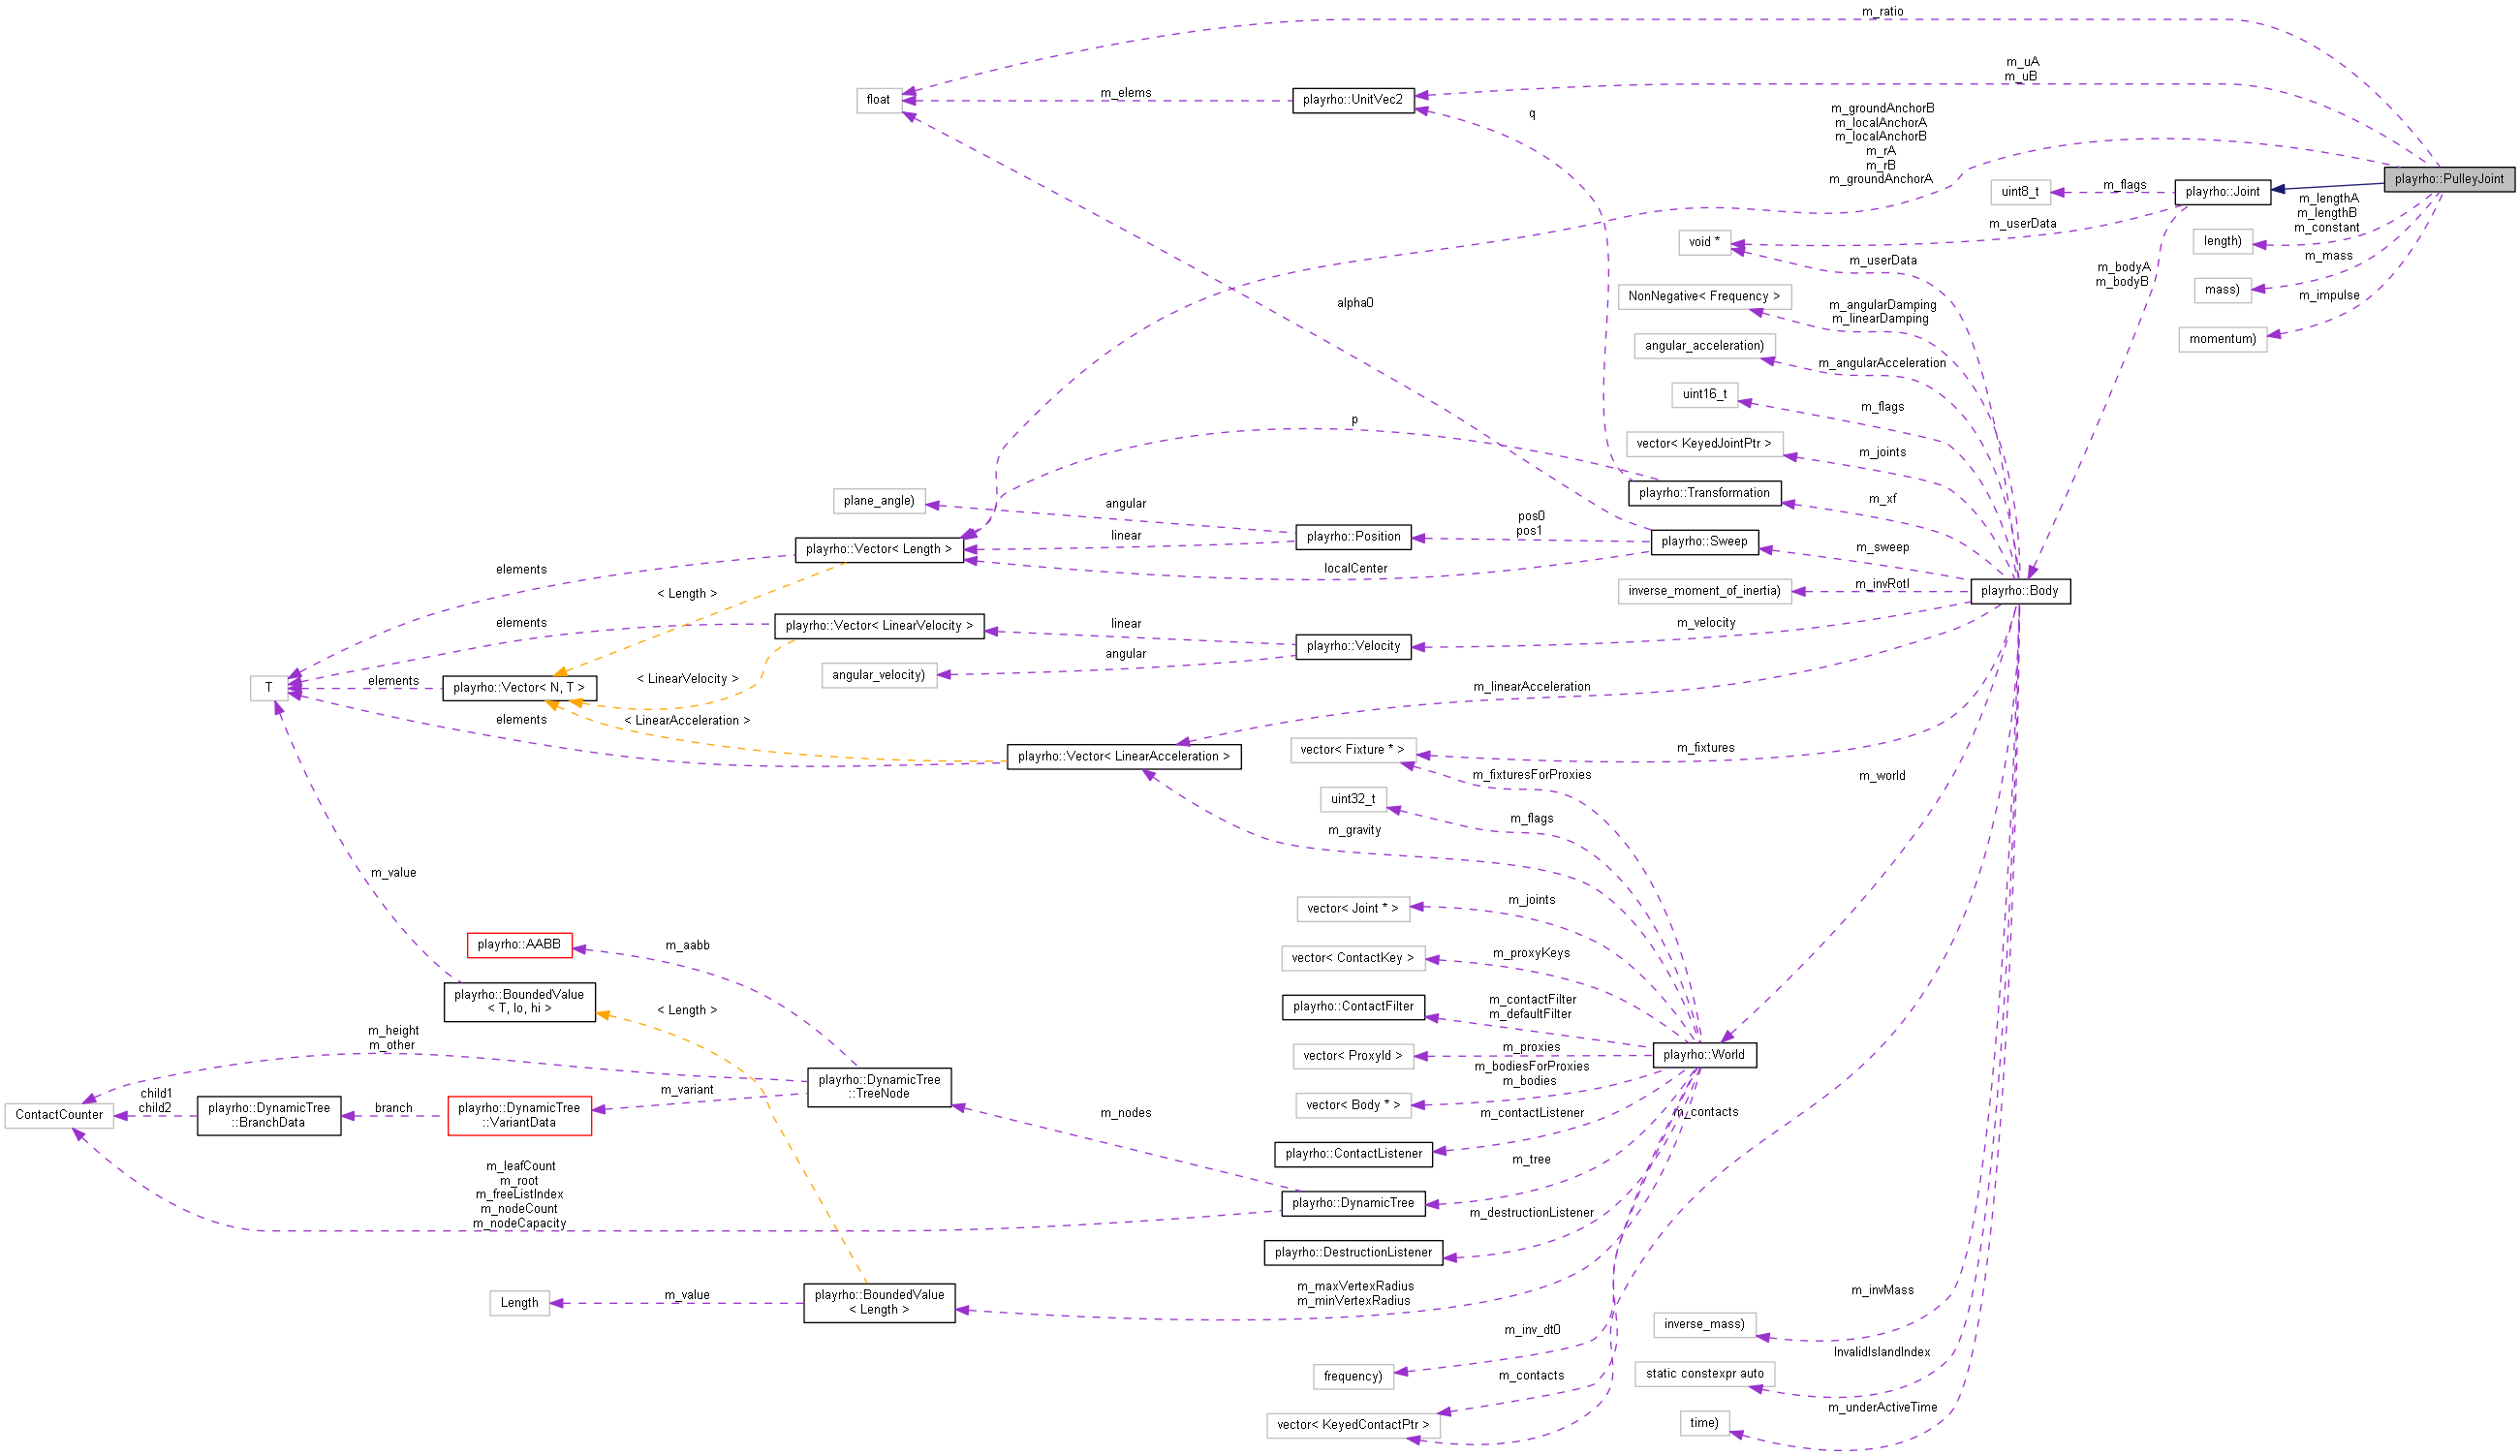 m_ratio
m_uA
m_uB
float
m_elems
playrho::UnitVec2
q
m_groundAnchorB
m_localAnchorA
m_localAnchorB
m_rA
m_rB
m_groundAnchorA
playrho::PulleyJoint
uint8_t
m_flags
playrho::Joint
m_lengthA
m_lengthB
m_constant
length)
m_userData
void *
m_mass
mass)
m_userData
m_bodyA
m_bodyB
m_impulse
momentum)
NonNegative< Frequency >
m_angularDamping
m_linearDamping
alpha0
angular_acceleration)
m_angularAcceleration
uint16_t
m_flags
p
vector< KeyedJointPtr >
m_joints
plane_angle)
angular
playrho::Transformation
m_xf
playrho::Vector< Length >
linear
playrho::Position
pos0
pos1
playrho::Sweep
m_sweep
elements
localCenter
< Length >
inverse_moment_of_inertia)
m_invRotI
playrho::Body
elements
playrho::Vector< LinearVelocity >
linear
playrho::Velocity
m_velocity
angular
angular_velocity)
T
elements
playrho::Vector< N, T >
< LinearVelocity >
m_linearAcceleration
elements
< LinearAcceleration >
playrho::Vector< LinearAcceleration >
vector< Fixture * >
m_fixtures
m_fixturesForProxies
m_world
uint32_t
m_flags
m_gravity
m_value
vector< Joint * >
m_joints
playrho::AABB
m_aabb
vector< ContactKey >
m_proxyKeys
playrho::BoundedValue
< T, lo, hi >
< Length >
playrho::ContactFilter
m_contactFilter
m_defaultFilter
m_height
m_other
vector< ProxyId >
m_proxies
playrho::World
m_bodiesForProxies
m_bodies
vector< Body * >
ContactCounter
child1
child2
playrho::DynamicTree
::BranchData
branch
playrho::DynamicTree
::VariantData
m_variant
playrho::DynamicTree
::TreeNode
m_nodes
m_contactListener
m_contacts
playrho::ContactListener
m_tree
m_leafCount
m_root
m_freeListIndex
m_nodeCount
m_nodeCapacity
playrho::DynamicTree
m_destructionListener
playrho::DestructionListener
Length
m_value
playrho::BoundedValue
< Length >
m_maxVertexRadius
m_minVertexRadius
m_invMass
m_inv_dt0
inverse_mass)
InvalidIslandIndex
frequency)
m_contacts
static constexpr auto
m_underActiveTime
vector< KeyedContactPtr >
time)